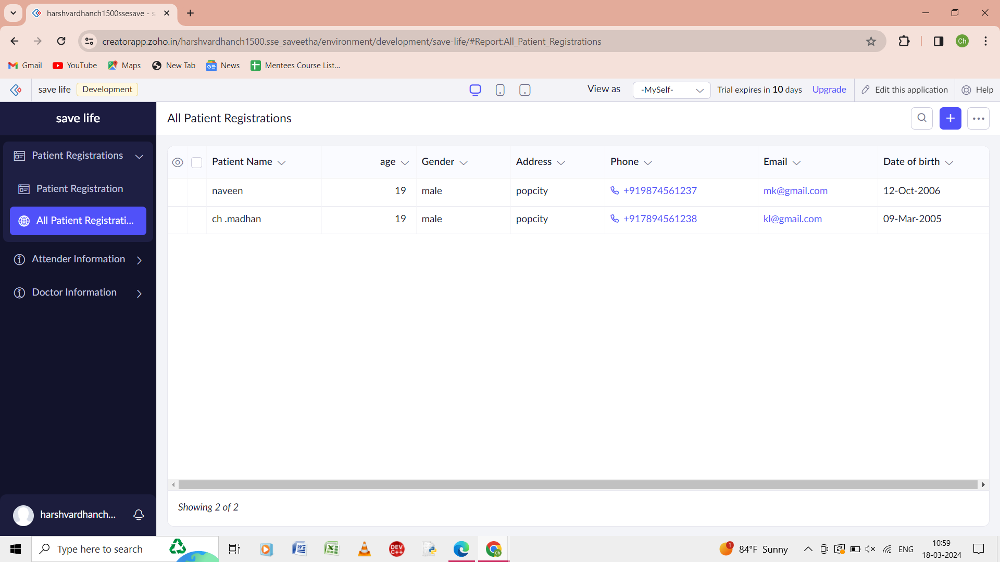 harshvardhanch1500ssesave - s
creatorapp.zoho.in/harshvardhanch1500.sse_saveetha/environment/development/save-life/#Report:All_Patient_Registrations
Ch
Gmail YouTube Maps New Tab News Mentees Course List...
save life Development View as -MySelf- Trial expires in 10 days Upgrade Edit this application Help
save life
All Patient Registrations
Patient Registrations
Patient Registration
All Patient Registrati...
Attender Information
Doctor Information
Patient Name age Gender Address Phone Email Date of birth
naveen 19 male popcity +919874561237 mk@gmail.com 12-Oct-2006
ch .madhan 19 male popcity +917894561238 kl@gmail.com 09-Mar-2005
Showing 2 of 2
harshvardhanch...
Type here to search
DEV C++
1
84°F Sunny
ENG
10:59
18-03-2024